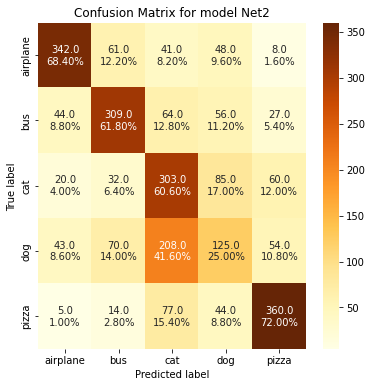 Confusion Matrix for model Net2
True label
airplane
342.0 61.0 41.0 48.0 8.0
68.40% 12.20% 8.20% 9.60% 1.60%
bus
44.0 309.0 64.0 56.0 27.0
8.80% 61.80% 12.80% 11.20% 5.40%
cat
20.0 32.0 303.0 85.0 60.0
4.00% 6.40% 60.60% 17.00% 12.00%
dog
43.0 70.0 208.0 125.0 54.0
8.60% 14.00% 41.60% 25.00% 10.80%
pizza
5.0 14.0 77.0 44.0 360.0
1.00% 2.80% 15.40% 8.80% 72.00%
airplane bus cat dog pizza
Predicted label
350
300
250
200
150
100
50